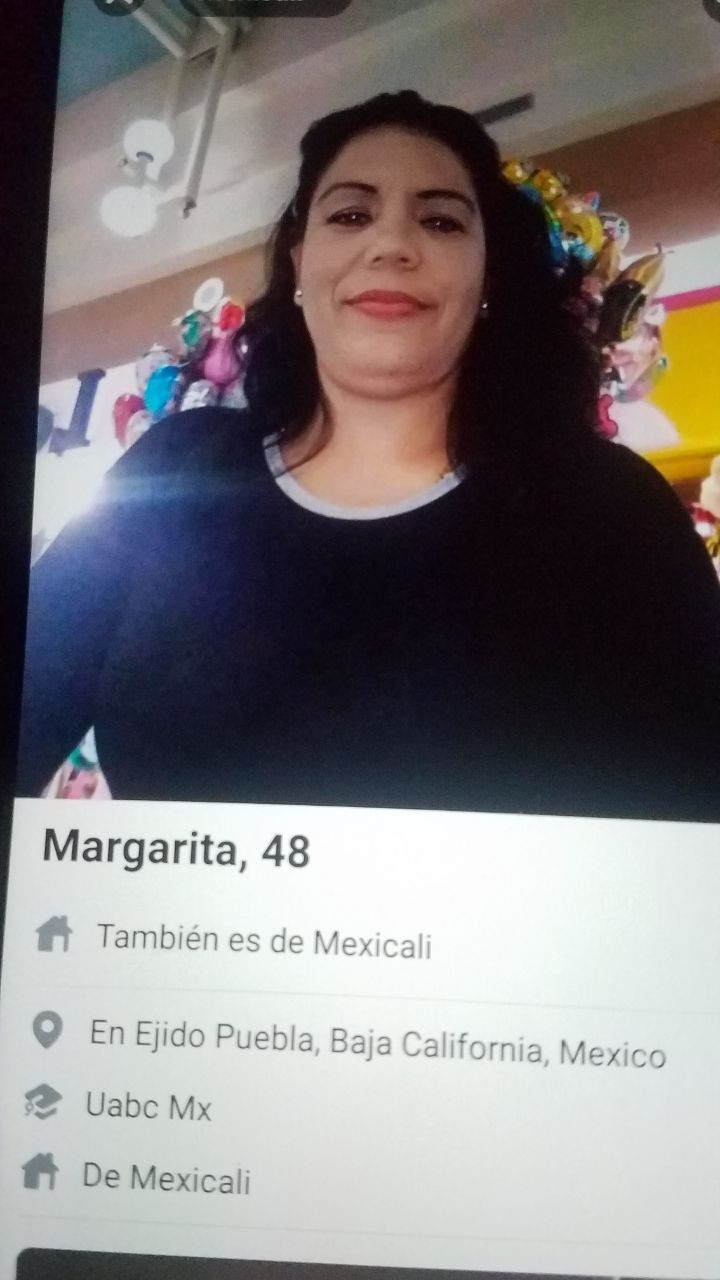 Margarita, 48
También es de Mexicali
En Ejido Puebla, Baja California, Mexico
Uabc Mx
De Mexicali